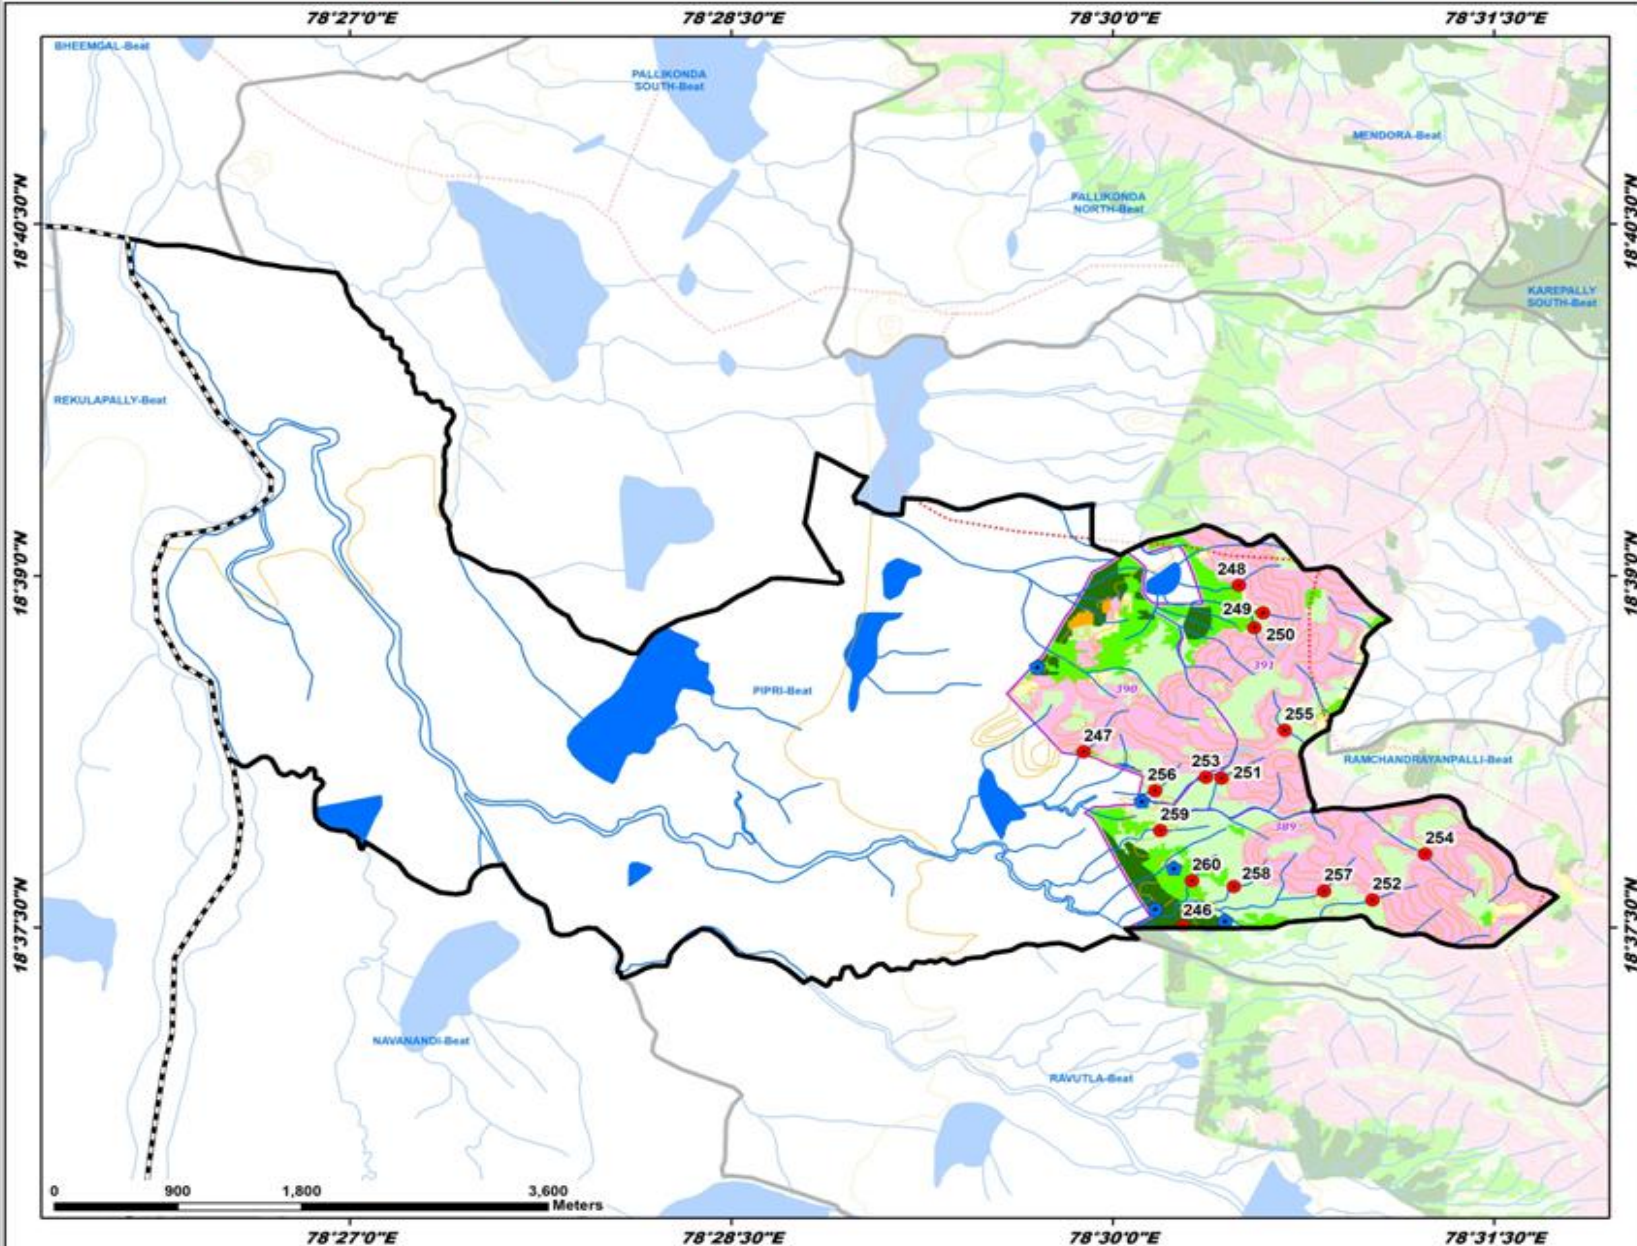 78°27'0"E
78°28'30"E
78°30'0"E
78°31'30"E
BHEEMGAL-Beat
PALLIKONDA
SOUTH-Beat
MENDORA-Beat
PALLIKONDA
NORTH-Beat
18°40'30"N
18°40'30"N
KAREPALLY
SOUTH-Beat
REKULAPALLY-Beat
18°39'0"N
18°39'0"N
248
249
250
391
390
PIPRI-Beat
255
247
RAMCHANDRAYANPALLI-Beat
253
251
256
259
389
254
260
258
257
252
246
18°37'30"N
18°37'30"N
NAVANANDI-Beat
RAVUTLA-Beat
0
900
1,800
3,600
Meters
78°27'0"E
78°28'30"E
78°30'0"E
78°31'30"E